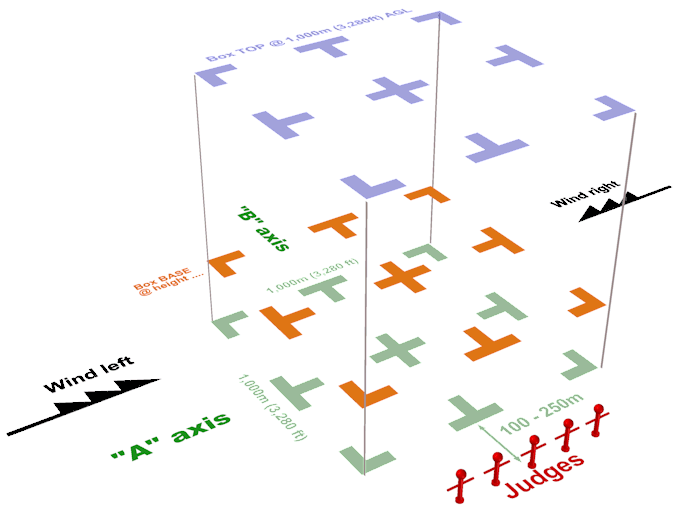 Box TOP @ 1,000m (3,280ft) AGL
Wind right
"B" axis
Box BASE
@ height ....
1,000m (3,280 ft)
Wind left
1,000m (3,280 ft)
"A" axis
100 - 250m
Judges